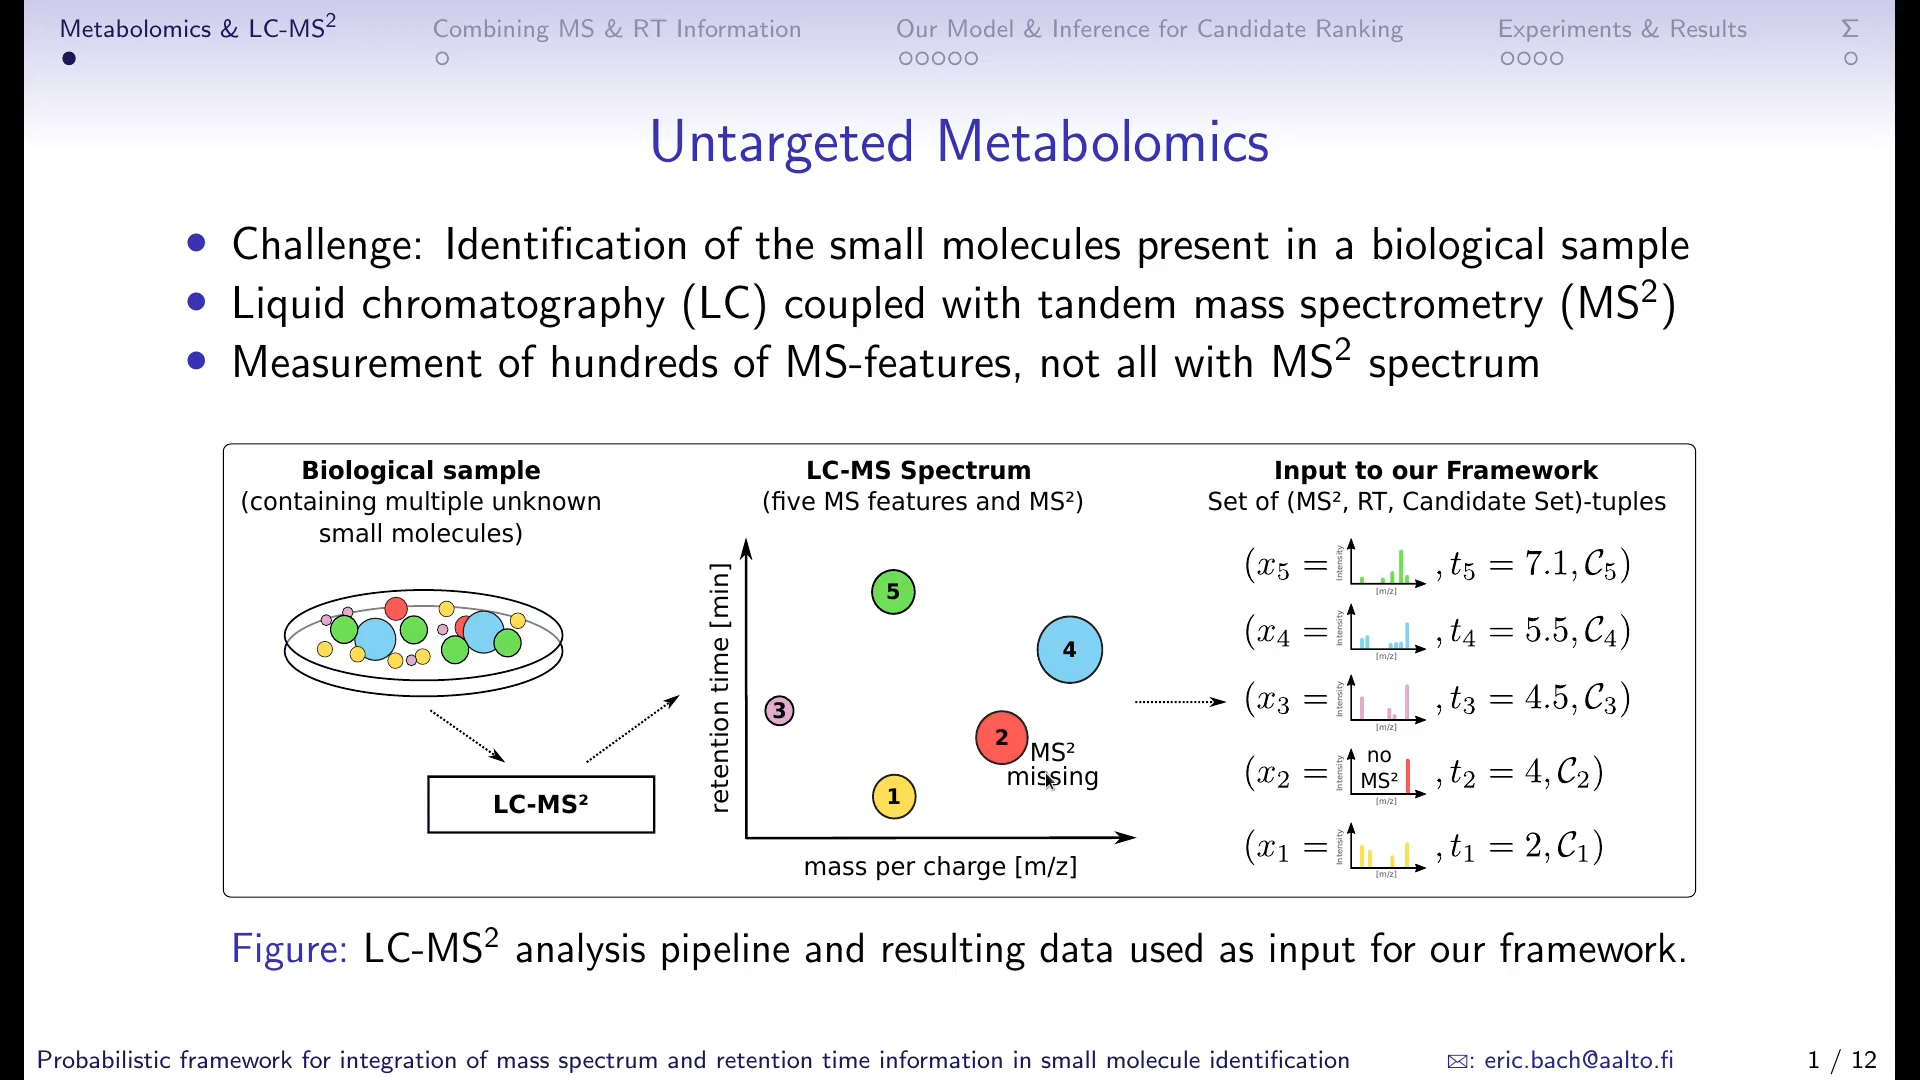 Metabolomics & LC-MS² Combining MS & RT Information Our Model & Inference for Candidate Ranking Experiments & Results Σ
Untargeted Metabolomics
• Challenge: Identification of the small molecules present in a biological sample
• Liquid chromatography (LC) coupled with tandem mass spectrometry (MS²)
• Measurement of hundreds of MS-features, not all with MS² spectrum
Biological sample
(containing multiple unknown
small molecules)
LC-MS²
LC-MS Spectrum
(five MS features and MS²)
retention time [min]
5
4
3
2
MS²
missing
1
mass per charge [m/z]
Input to our Framework
Set of (MS², RT, Candidate Set)-tuples
(x₅ = Intensity [m/z] , t₅ = 7.1, 𝒞₅)
(x₄ = Intensity [m/z] , t₄ = 5.5, 𝒞₄)
(x₃ = Intensity [m/z] , t₃ = 4.5, 𝒞₃)
(x₂ = Intensity no MS² [m/z] , t₂ = 4, 𝒞₂)
(x₁ = Intensity [m/z] , t₁ = 2, 𝒞₁)
Figure: LC-MS² analysis pipeline and resulting data used as input for our framework.
Probabilistic framework for integration of mass spectrum and retention time information in small molecule identification ✉: eric.bach@aalto.fi 1 / 12